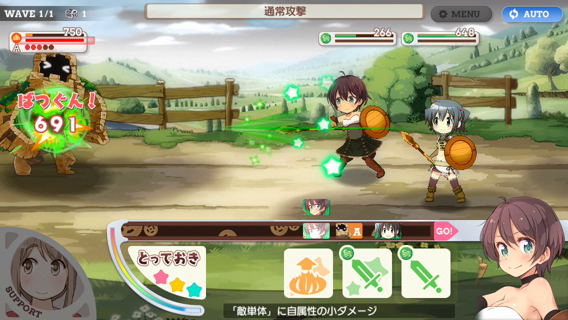 WAVE 1/1
1
通常攻撃
MENU
AUTO
750
A
266
648
ばつぐん！
691
A
GO!
とっておき
SUPPORT
「敵単体」に自属性の小ダメージ